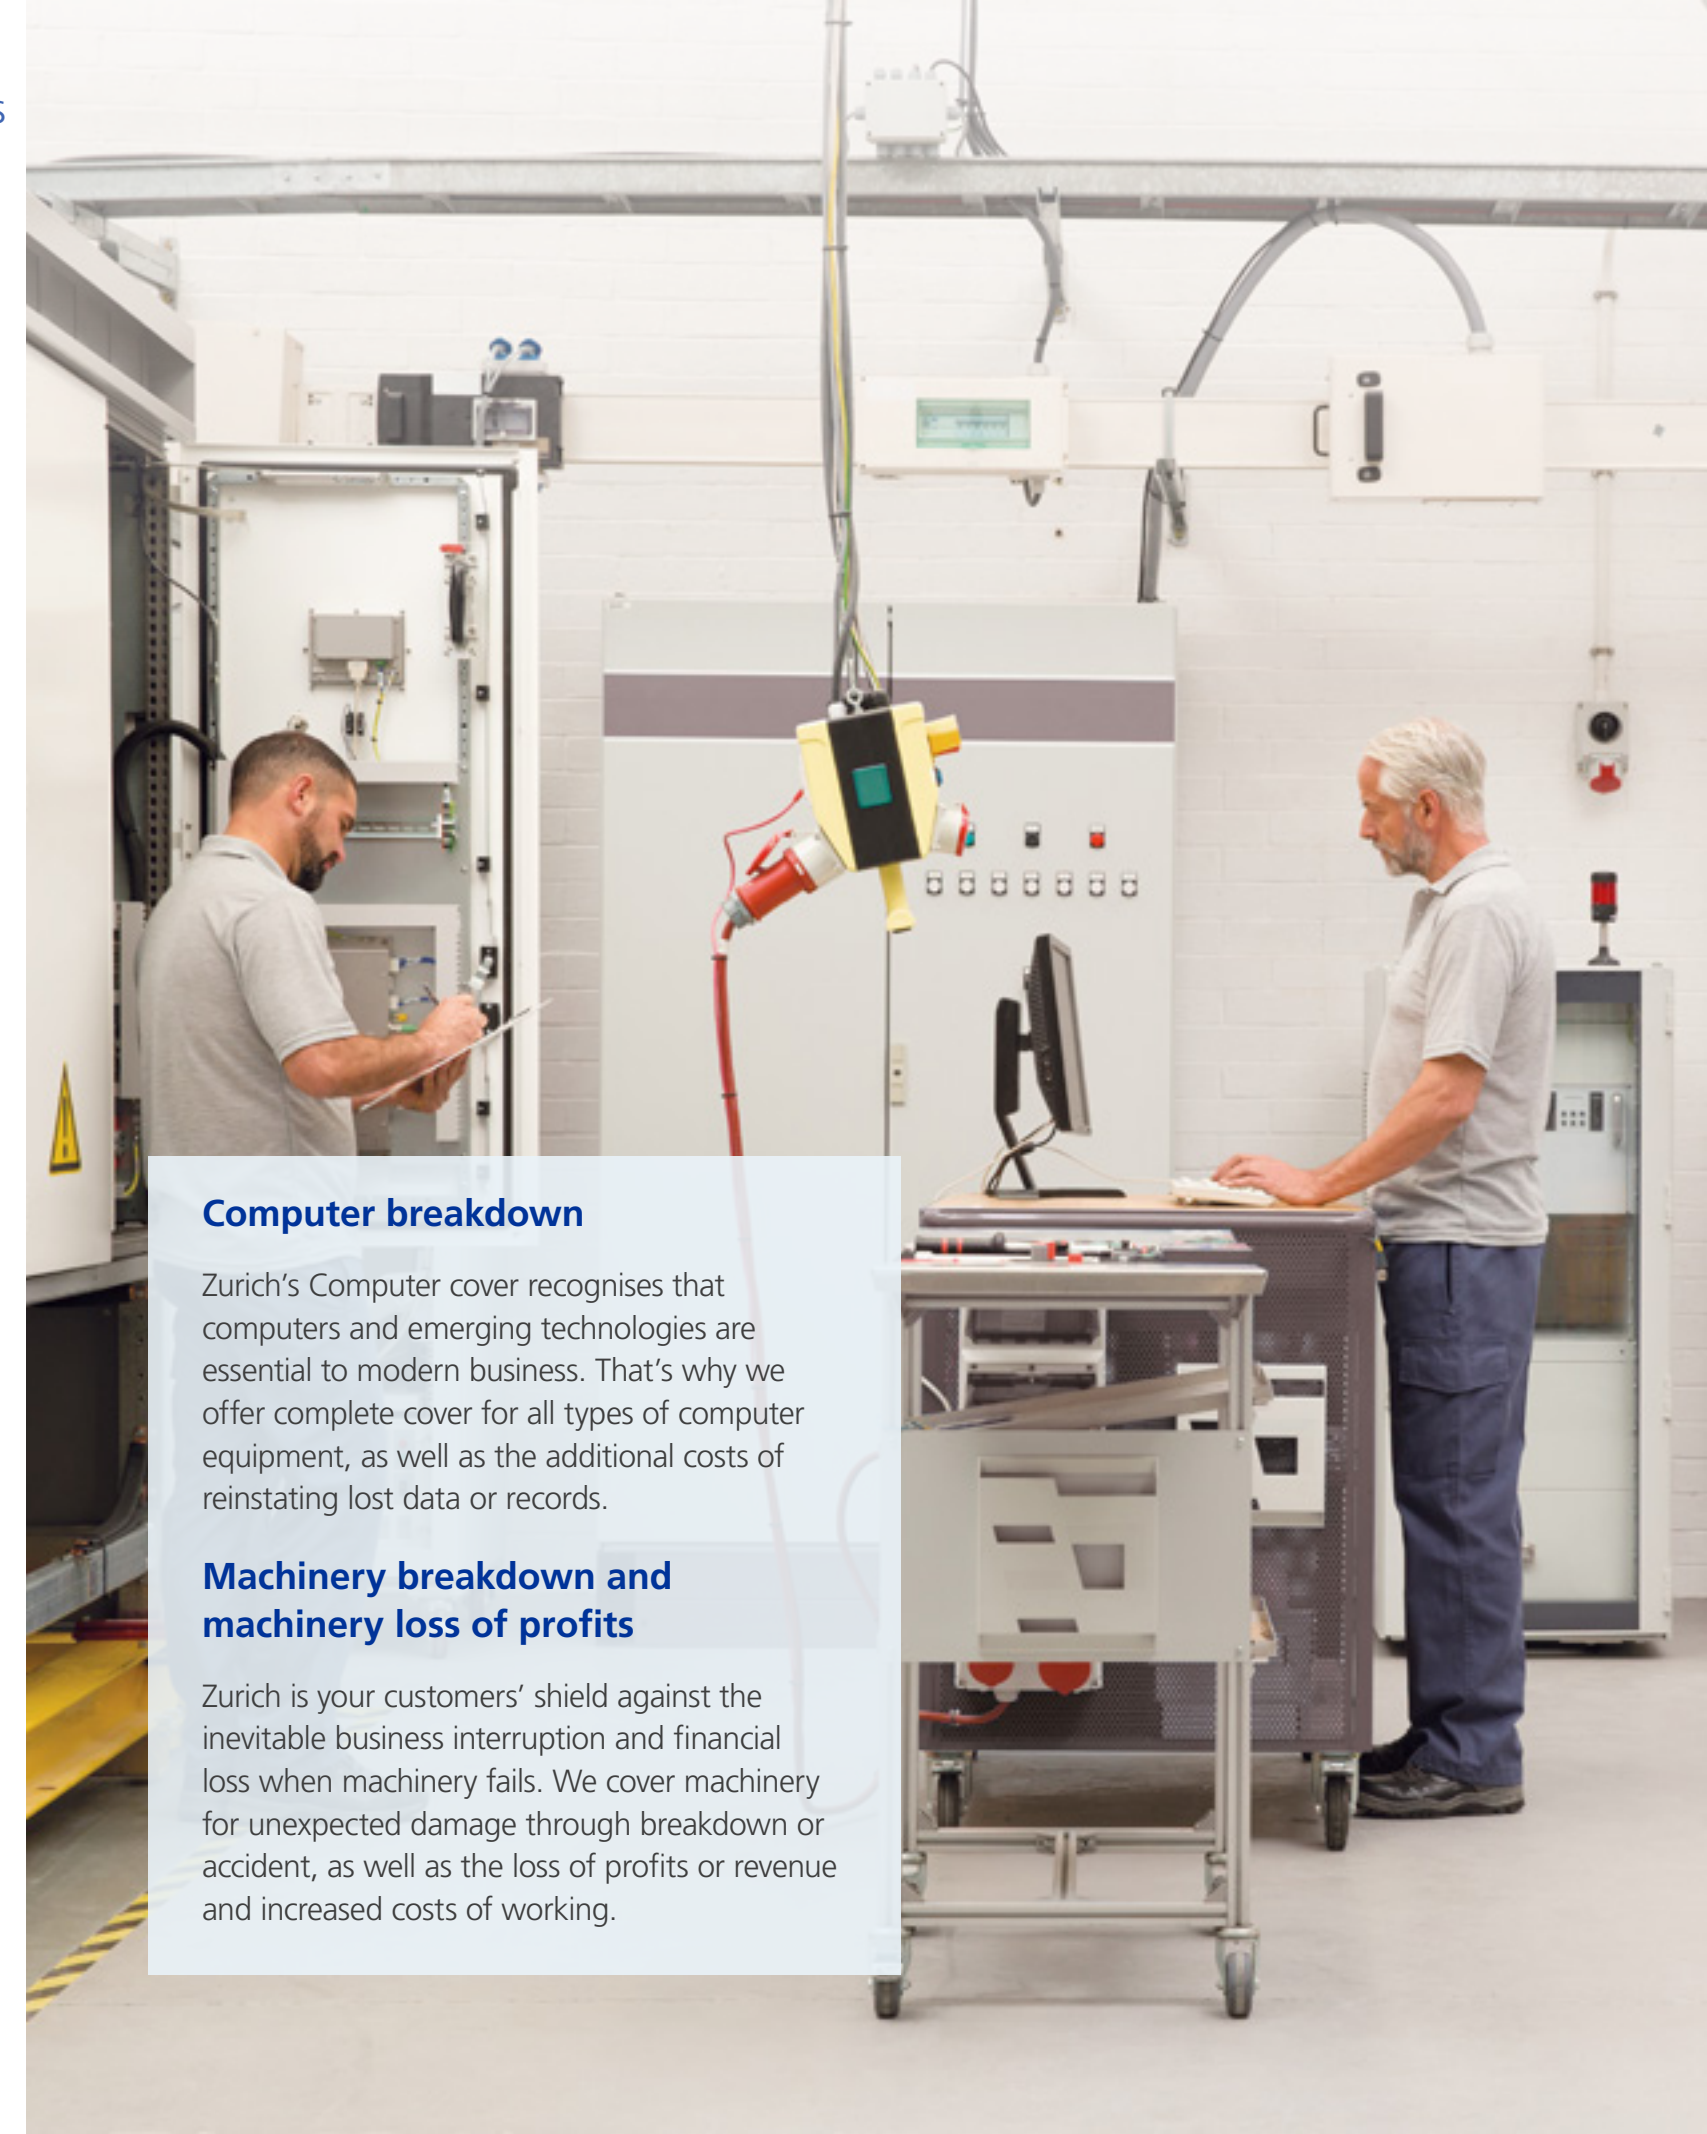 s
Computer breakdown
Zurich’s Computer cover recognises that
computers and emerging technologies are
essential to modern business. That’s why we
offer complete cover for all types of computer
equipment, as well as the additional costs of
reinstating lost data or records.
Machinery breakdown and
machinery loss of profits
Zurich is your customers’ shield against the
inevitable business interruption and financial
loss when machinery fails. We cover machinery
for unexpected damage through breakdown or
accident, as well as the loss of profits or revenue
and increased costs of working.